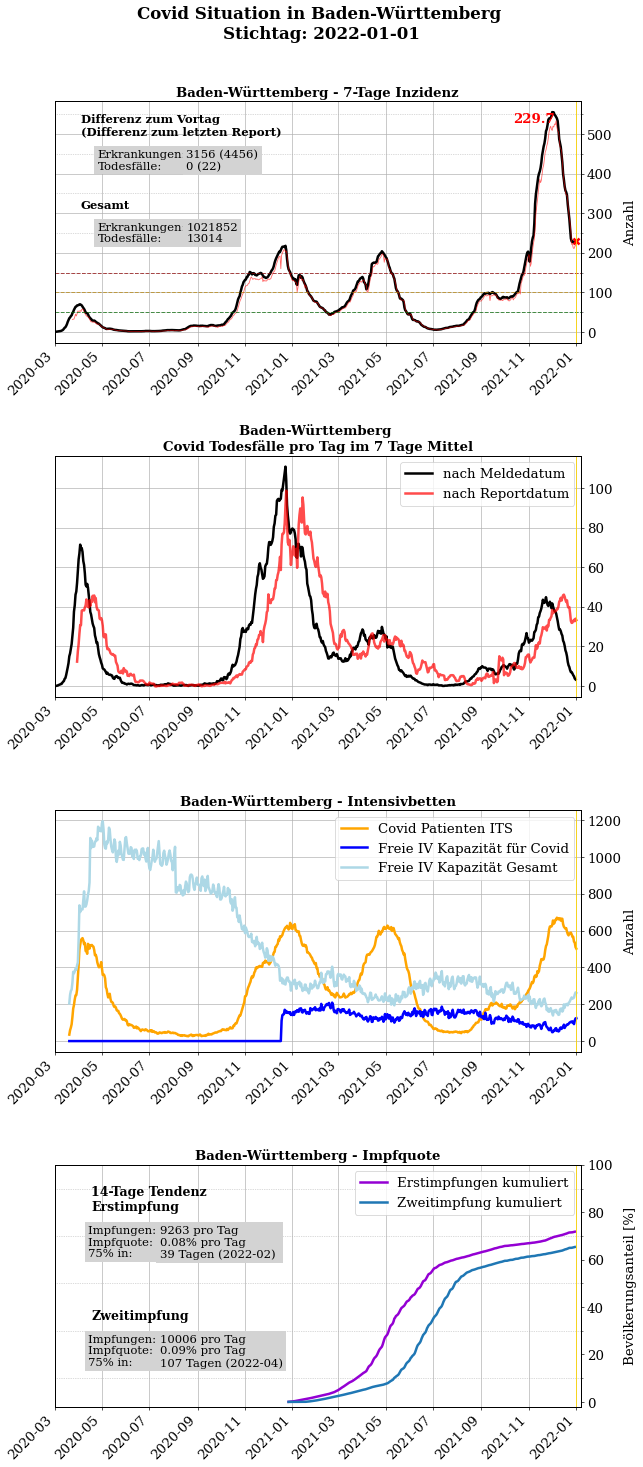 Covid Situation in Baden-Württemberg
Stichtag: 2022-01-01
Baden-Württemberg - 7-Tage Inzidenz
Differenz zum Vortag
(Differenz zum letzten Report)
Erkrankungen 3156 (4456)
Todesfälle: 0 (22)
Gesamt
Erkrankungen 1021852
Todesfälle: 13014
229.7
500
400
300
200
100
0
Anzahl
2020-03 2020-05 2020-07 2020-09 2020-11 2021-01 2021-03 2021-05 2021-07 2021-09 2021-11 2022-01
Baden-Württemberg
Covid Todesfälle pro Tag im 7 Tage Mittel
nach Meldedatum
nach Reportdatum
100
80
60
40
20
0
2020-03 2020-05 2020-07 2020-09 2020-11 2021-01 2021-03 2021-05 2021-07 2021-09 2021-11 2022-01
Baden-Württemberg - Intensivbetten
Covid Patienten ITS
Freie IV Kapazität für Covid
Freie IV Kapazität Gesamt
1200
1000
800
600
400
200
0
Anzahl
2020-03 2020-05 2020-07 2020-09 2020-11 2021-01 2021-03 2021-05 2021-07 2021-09 2021-11 2022-01
Baden-Württemberg - Impfquote
14-Tage Tendenz
Erstimpfung
Impfungen: 9263 pro Tag
Impfquote: 0.08% pro Tag
75% in: 39 Tagen (2022-02)
Zweitimpfung
Impfungen: 10006 pro Tag
Impfquote: 0.09% pro Tag
75% in: 107 Tagen (2022-04)
Erstimpfungen kumuliert
Zweitimpfung kumuliert
100
80
60
40
20
0
Bevölkerungsanteil [%]
2020-03 2020-05 2020-07 2020-09 2020-11 2021-01 2021-03 2021-05 2021-07 2021-09 2021-11 2022-01